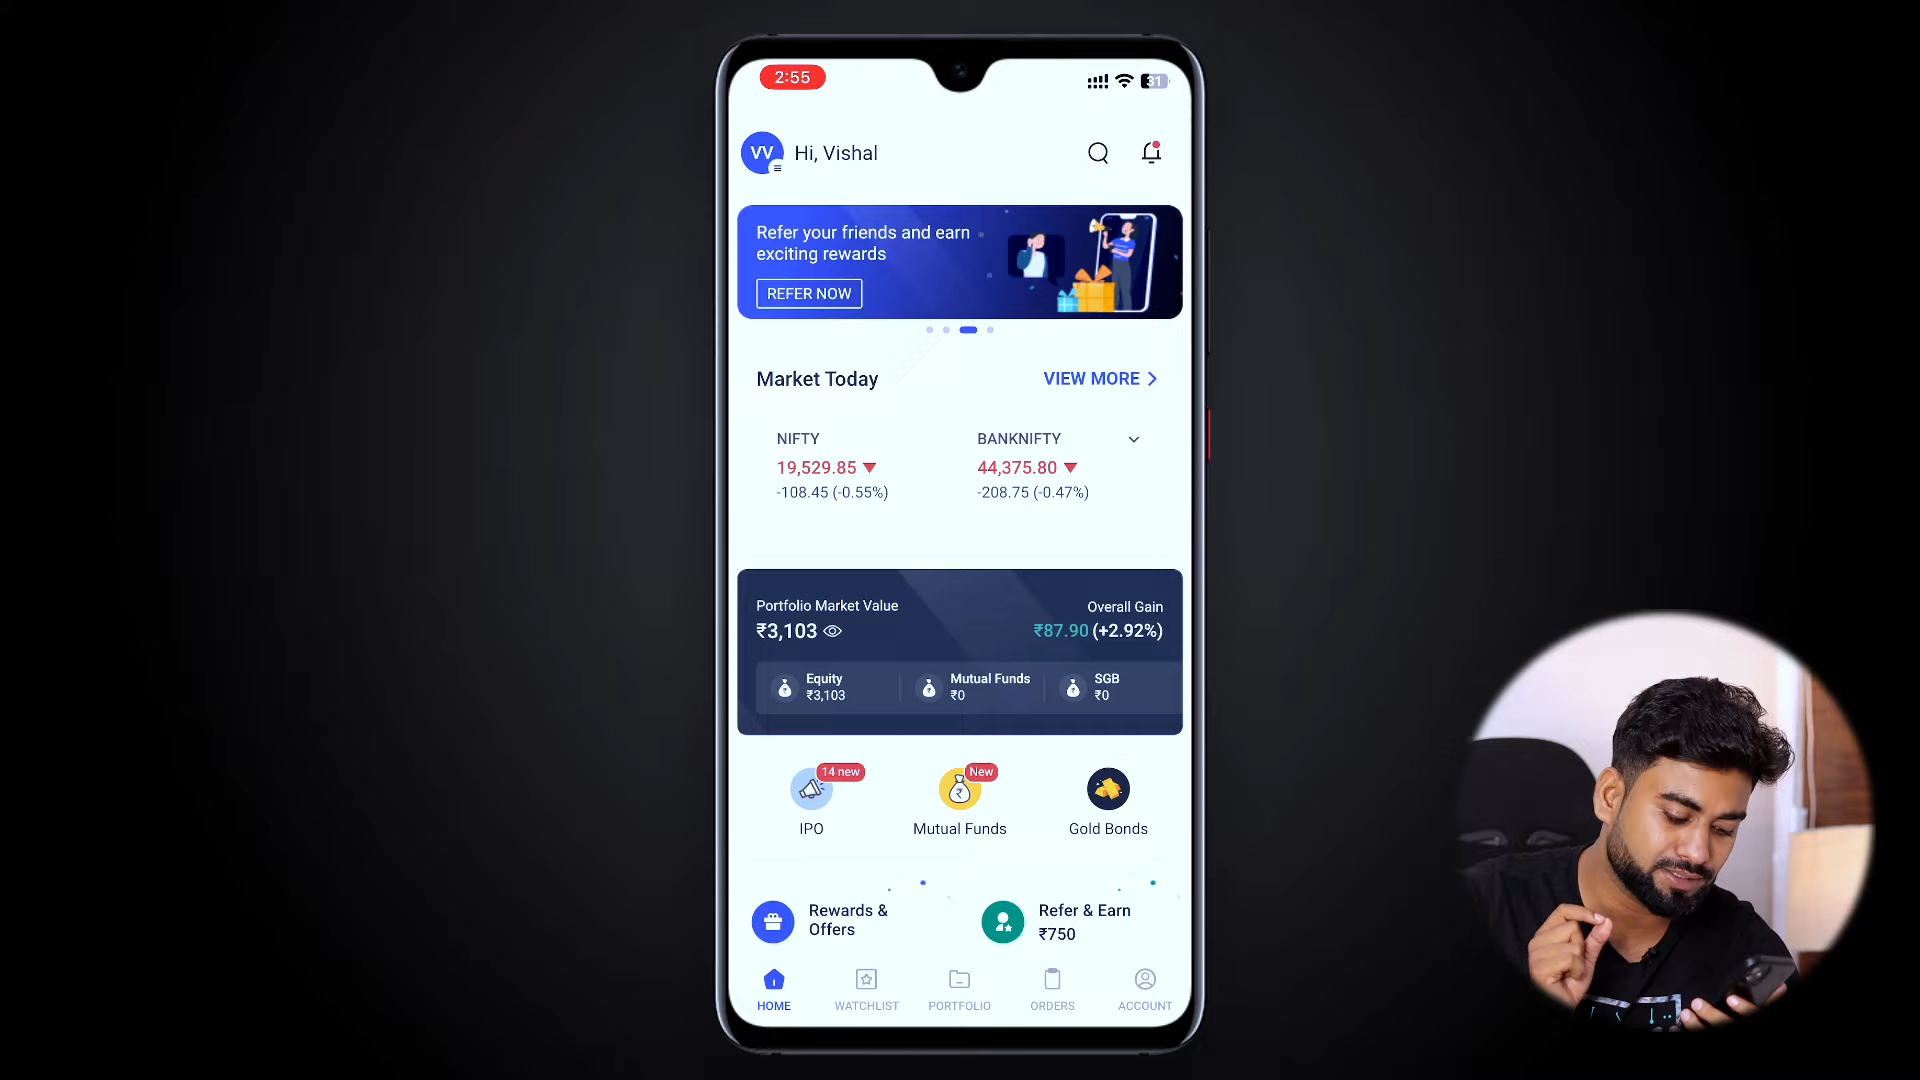 2:55
31
VV
Hi, Vishal
Refer your friends and earn
exciting rewards
REFER NOW
Market Today
VIEW MORE
NIFTY
BANKNIFTY
19,529.85
44,375.80
-108.45 (-0.55%)
-208.75 (-0.47%)
Portfolio Market Value
Overall Gain
₹3,103
₹87.90 (+2.92%)
Equity
₹3,103
Mutual Funds
₹0
SGB
₹0
14 new
New
IPO
Mutual Funds
Gold Bonds
Rewards &
Offers
Refer & Earn
₹750
HOME
WATCHLIST
PORTFOLIO
ORDERS
ACCOUNT